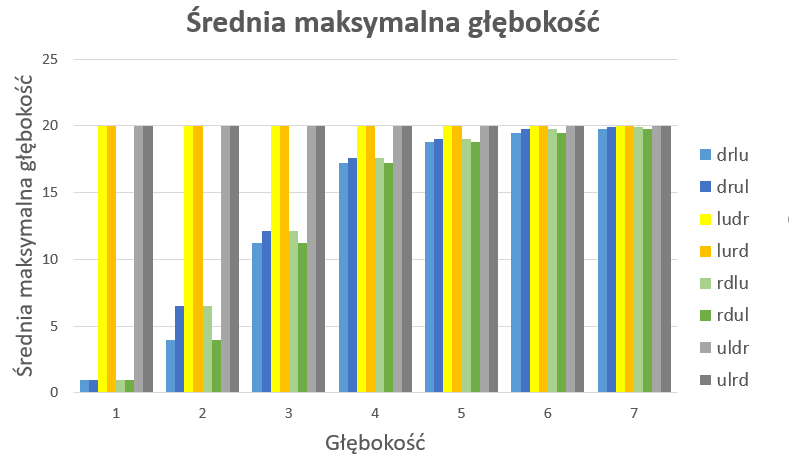 Średnia maksymalna głębokość
Średnia maksymalna głębokość
25
20
15
10
5
0
1 2 3 4 5 6 7
Głębokość
drlu
drul
ludr
lurd
rdlu
rdul
uldr
ulrd